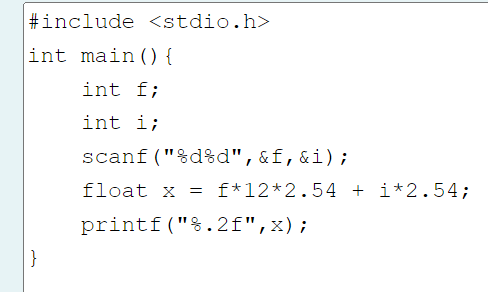 #include <stdio.h>
int main(){
    int f;
    int i;
    scanf("%d%d",&f,&i);
    float x = f*12*2.54 + i*2.54;
    printf("%.2f",x);
}